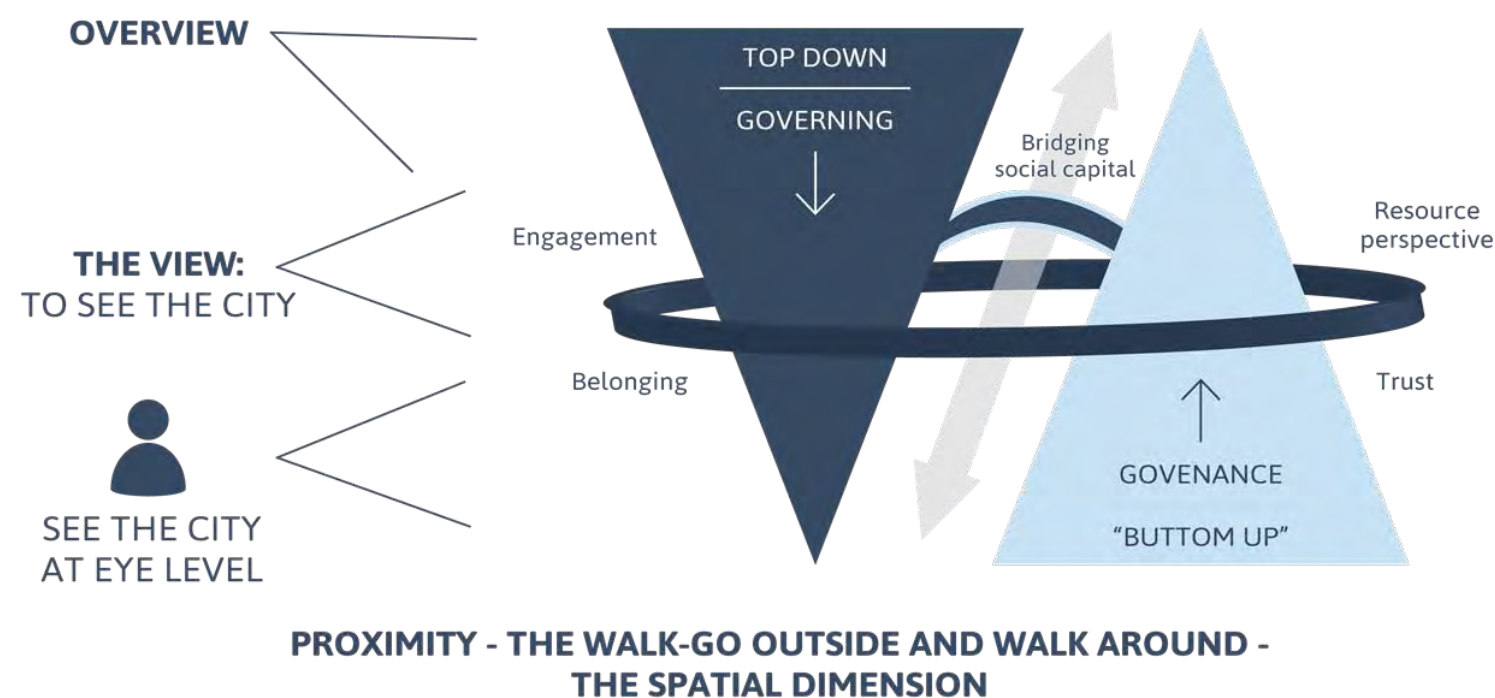 OVERVIEW
TOP DOWN
GOVERNING
Bridging
social capital
Engagement
Resource
perspective
THE VIEW:
TO SEE THE CITY
Belonging
Trust
SEE THE CITY
AT EYE LEVEL
GOVENANCE
“BUTTOM UP”
PROXIMITY - THE WALK-GO OUTSIDE AND WALK AROUND -
THE SPATIAL DIMENSION